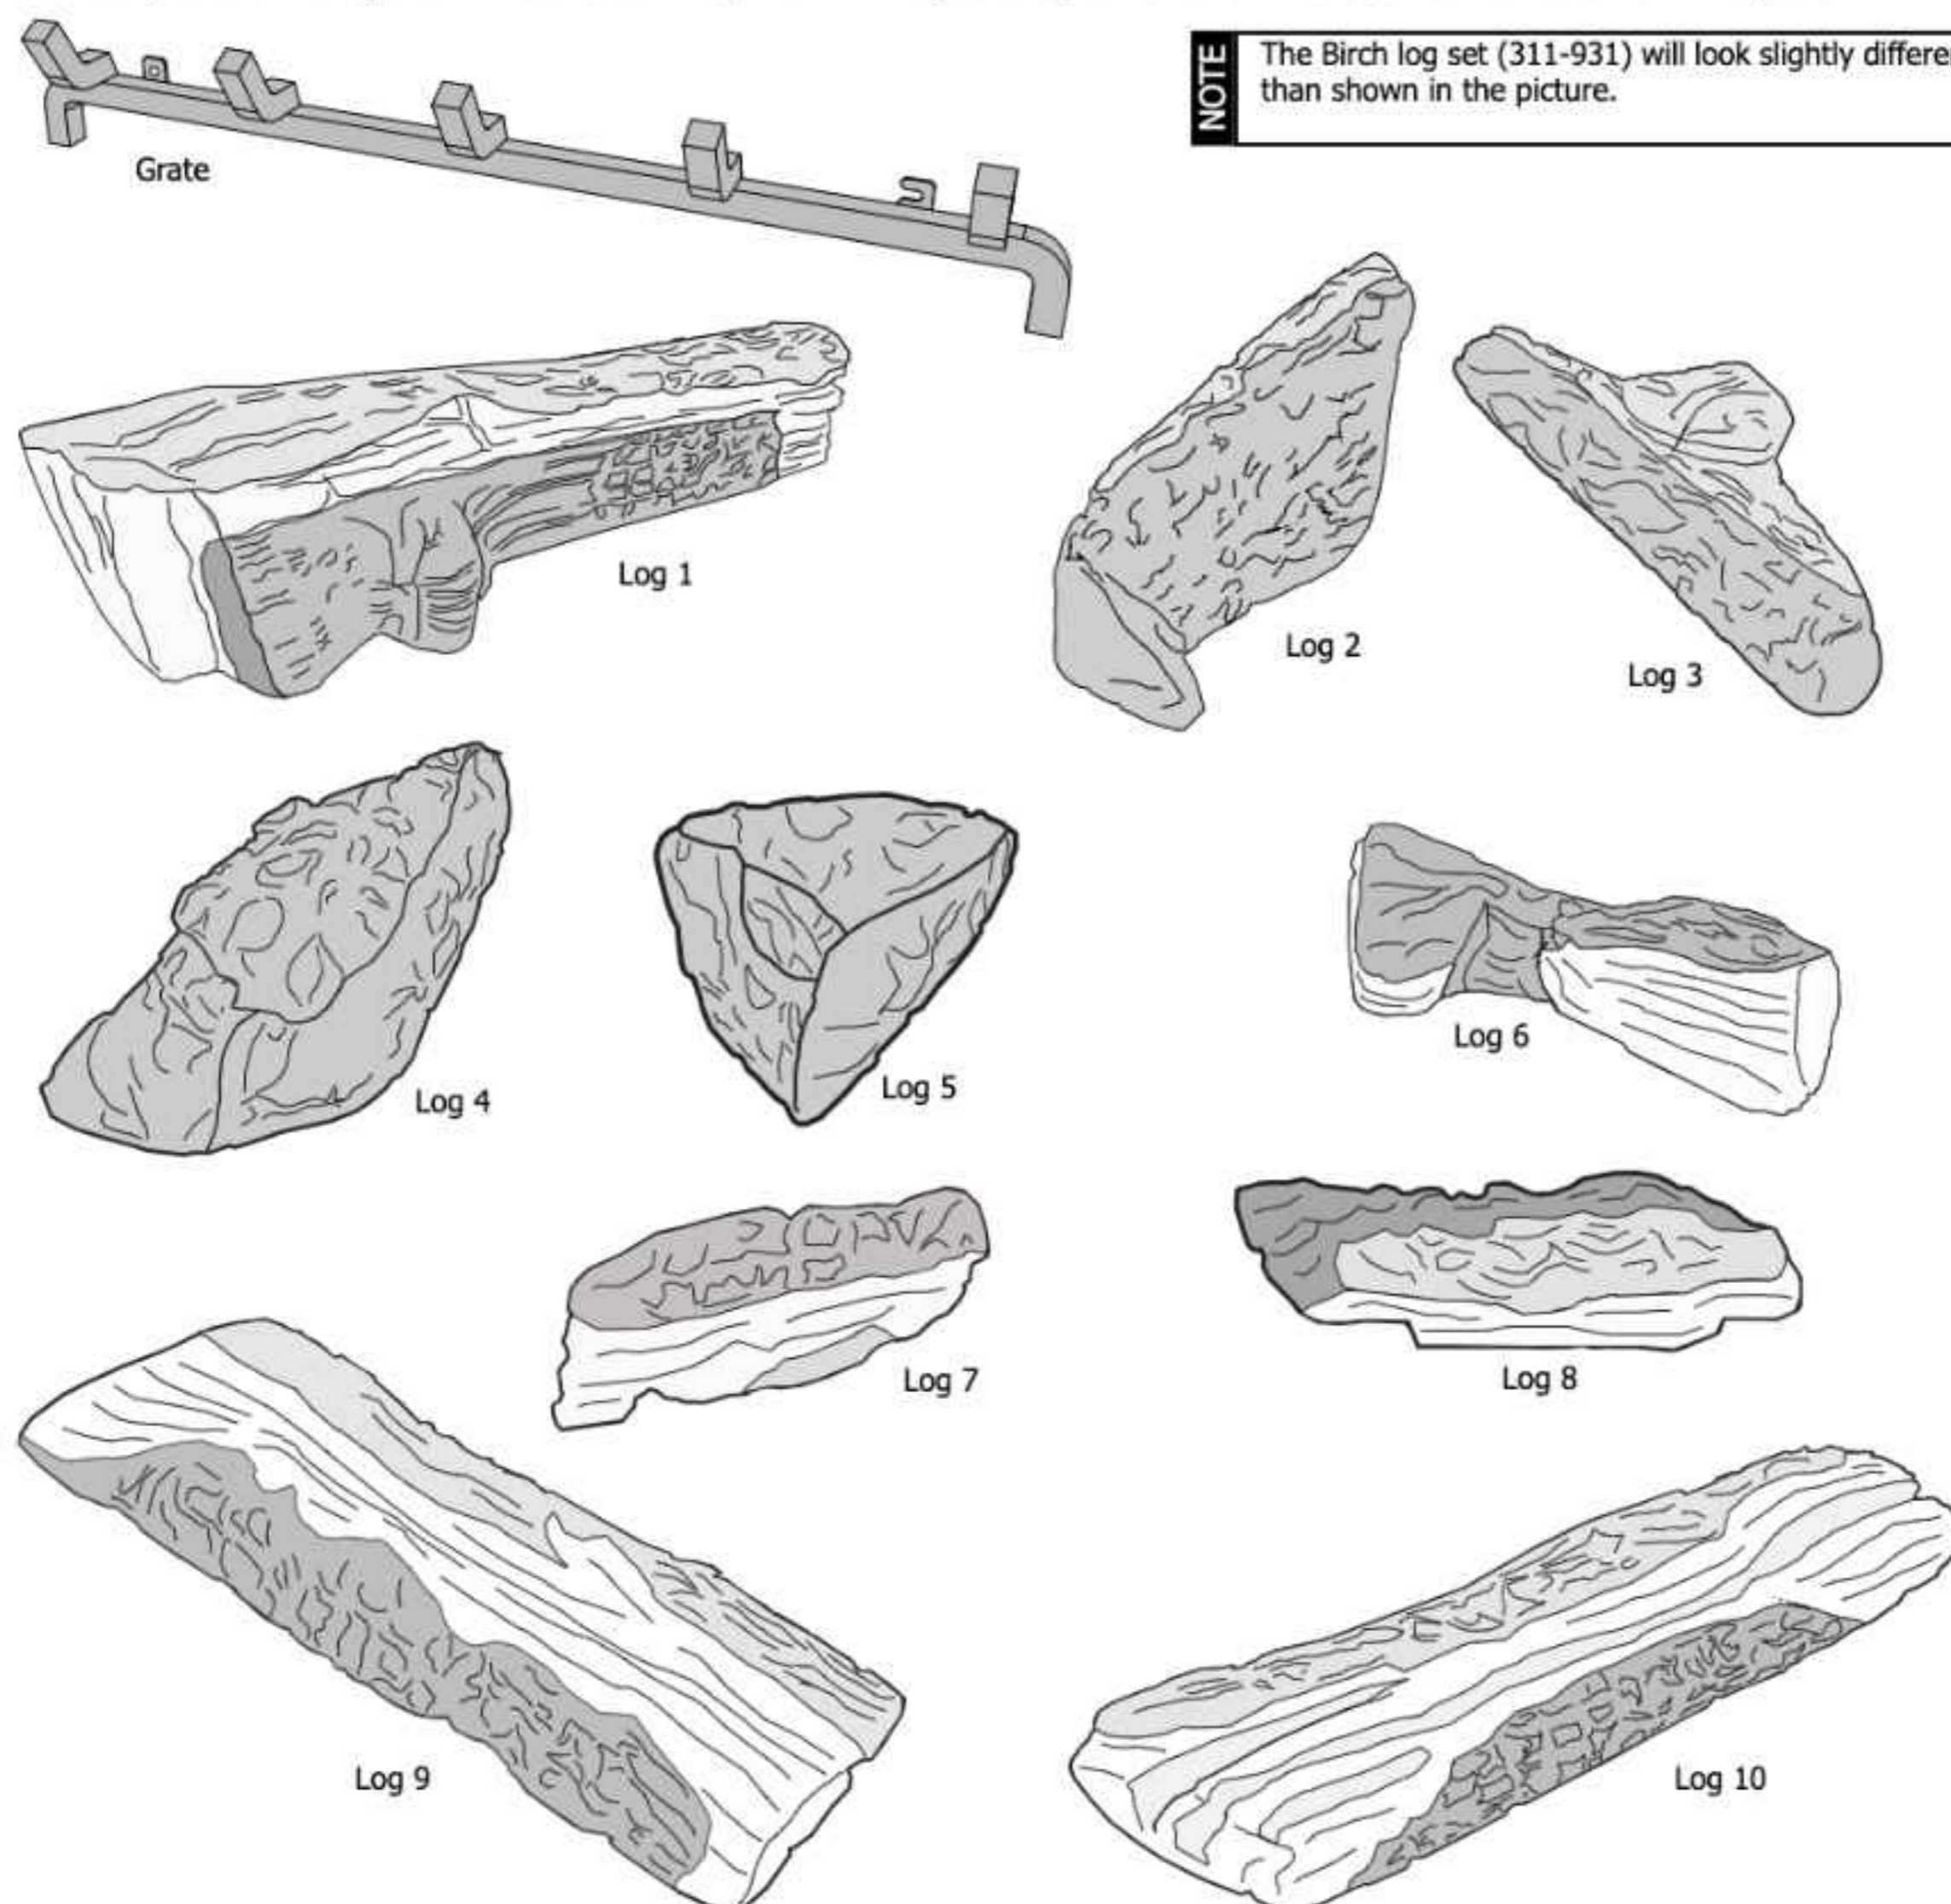 NOTE
The Birch log set (311-931) will look slightly
than shown in the picture.
Grate
Log 1
Log 2
Log 3
Log 4
Log 5
Log 6
Log 7
Log 8
Log 9
Log 10